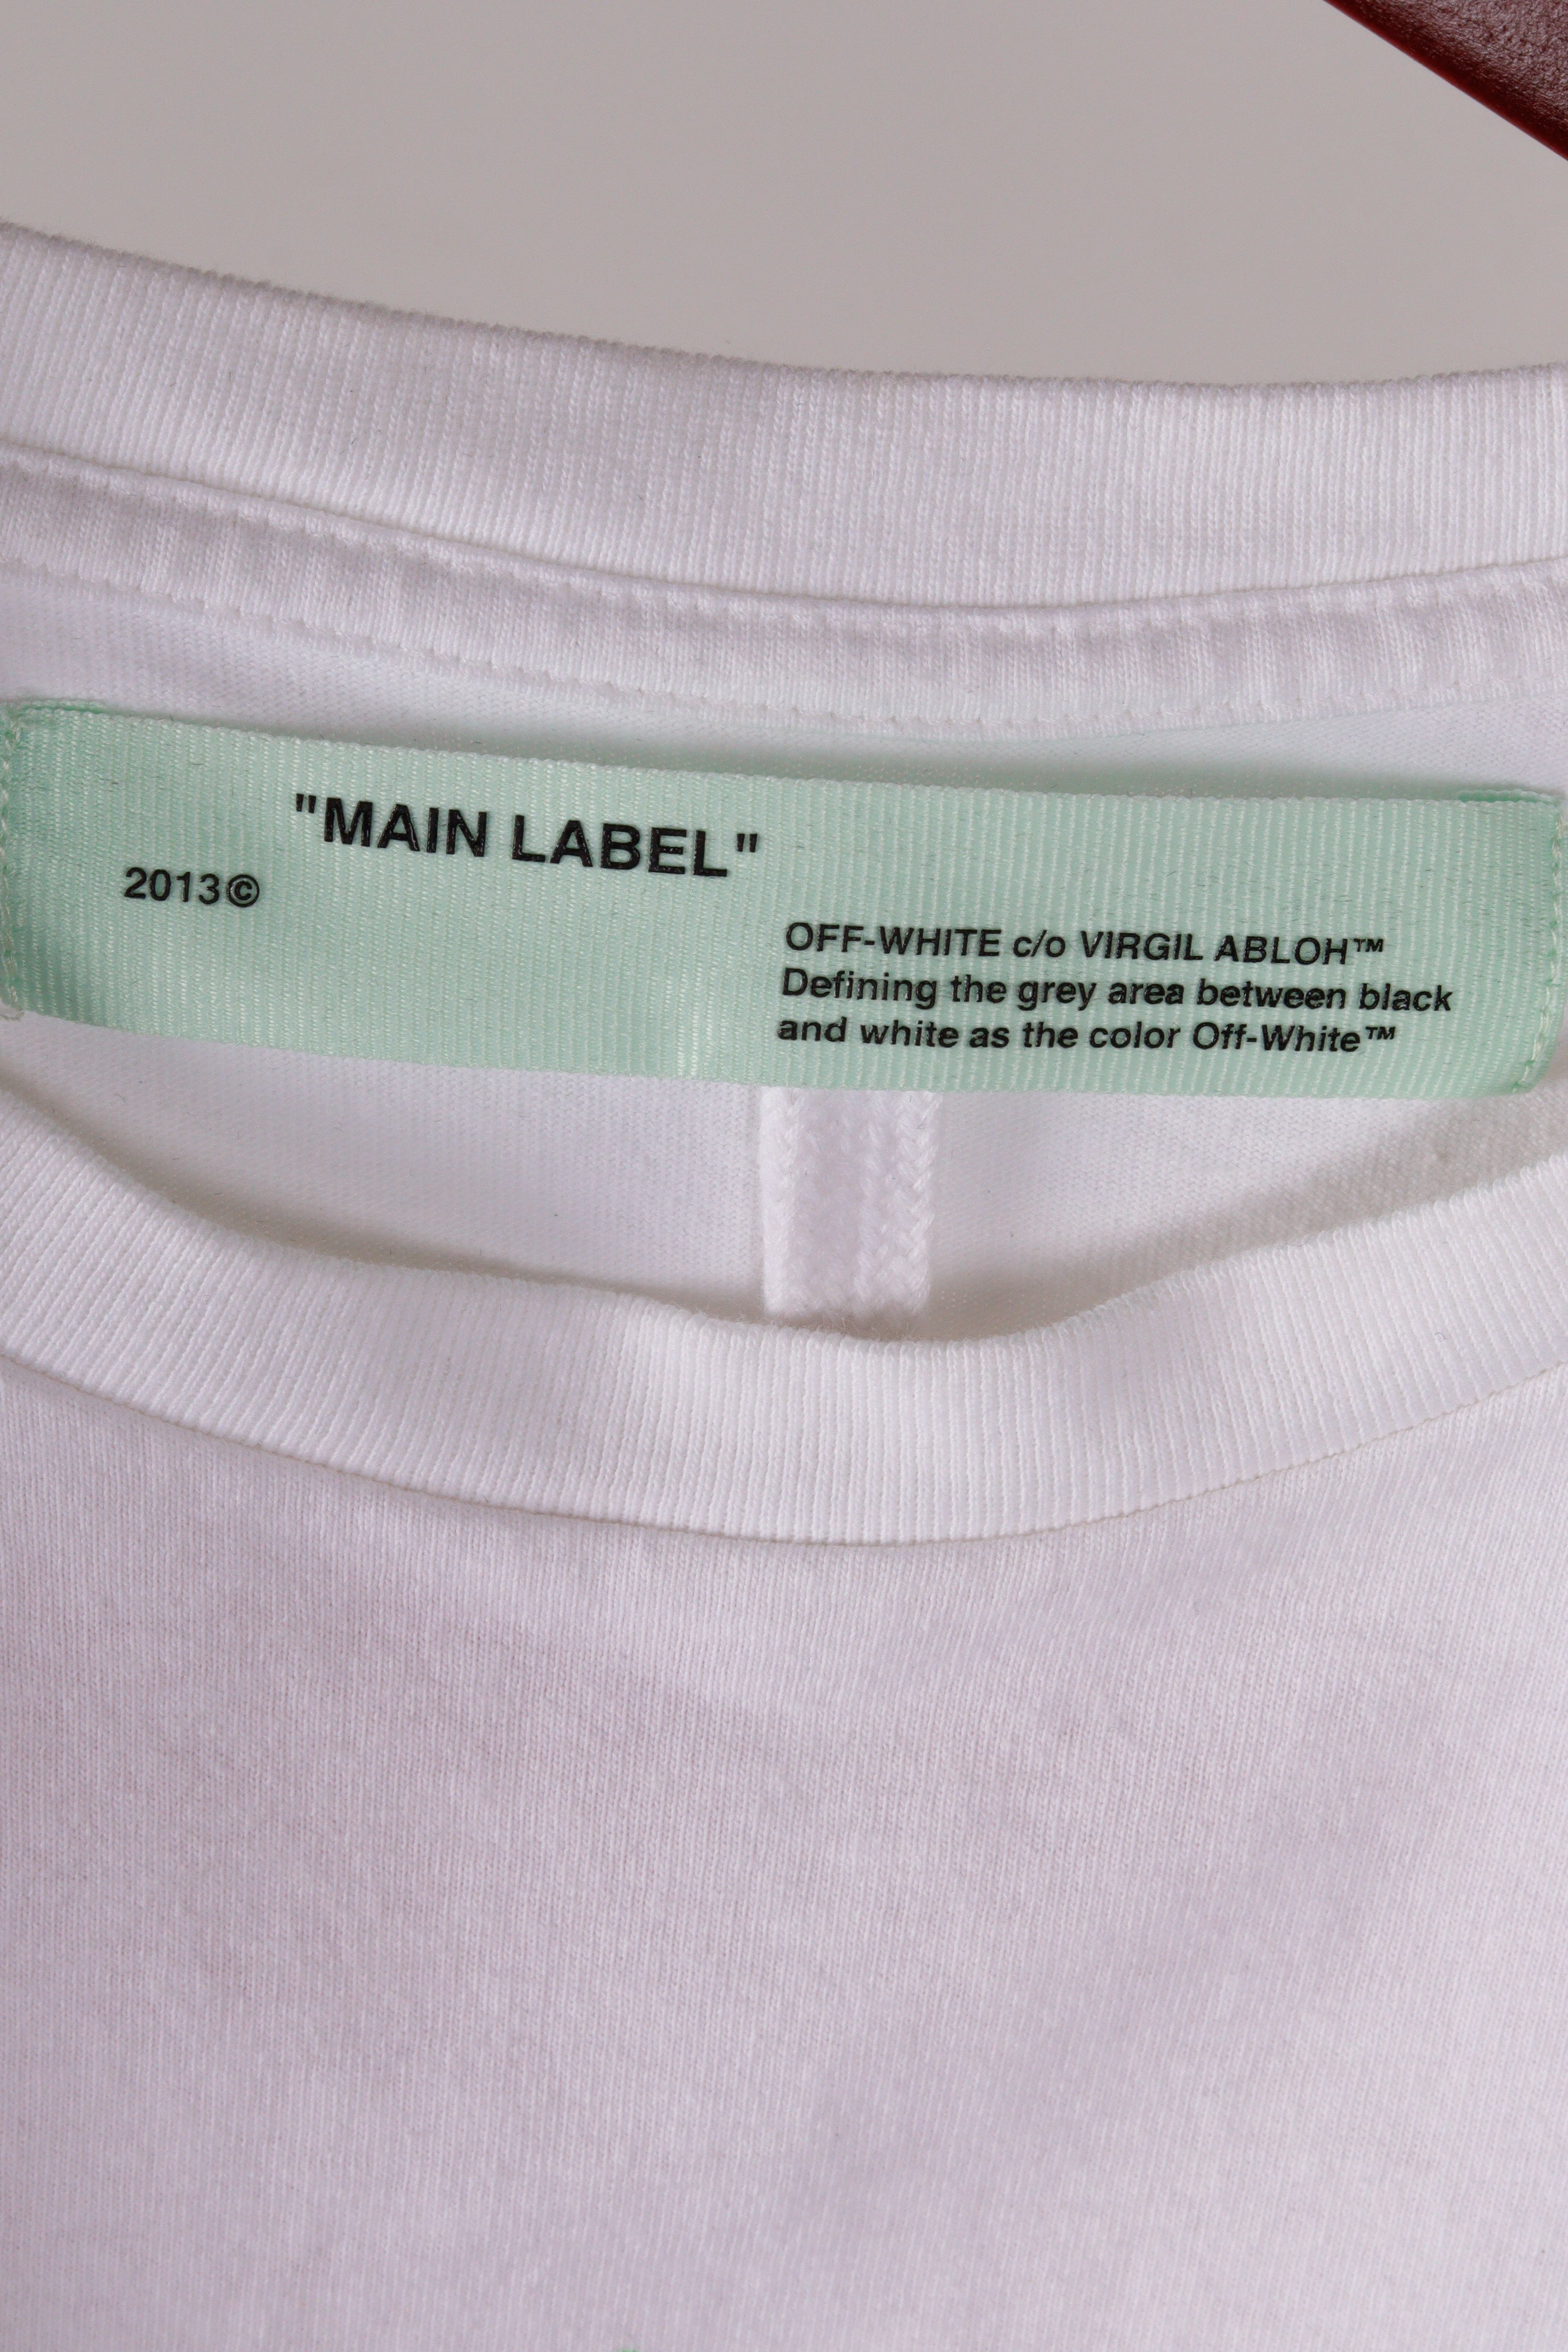 "MAIN LABEL"
2013©
OFF-WHITE c/o VIRGIL ABLOH™
Defining the grey area between black
and white as the color Off-White™